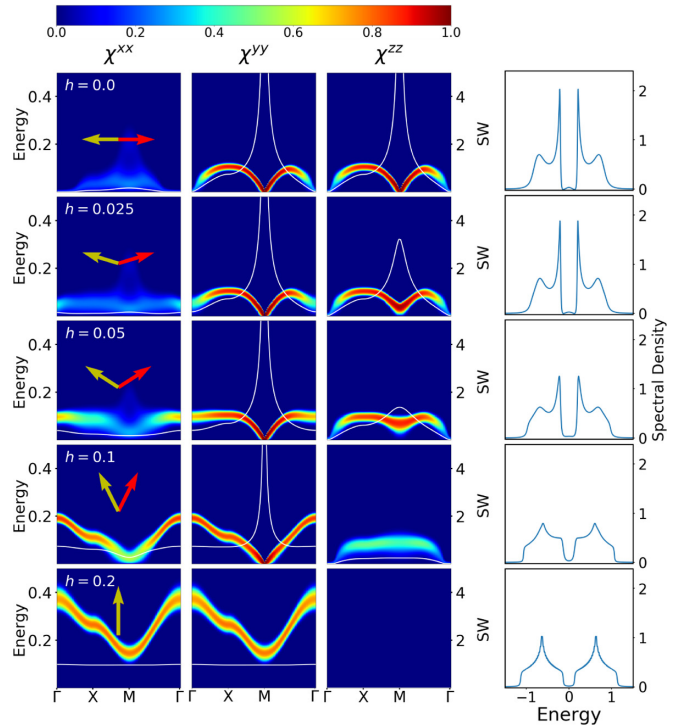 0.0 0.2 0.4 0.6 0.8 1.0
χ^xx χ^yy χ^zz
h = 0.0
Energy
0.4
0.2
4
2
SW
2
1
0
h = 0.025
Energy
0.4
0.2
4
2
SW
2
1
0
h = 0.05
Energy
0.4
0.2
4
2
SW
2
1
0
Spectral Density
h = 0.1
Energy
0.4
0.2
4
2
SW
2
1
0
h = 0.2
Energy
0.4
0.2
4
2
SW
2
1
0
Γ X M Γ X M Γ X M Γ
−1 0 1
Energy